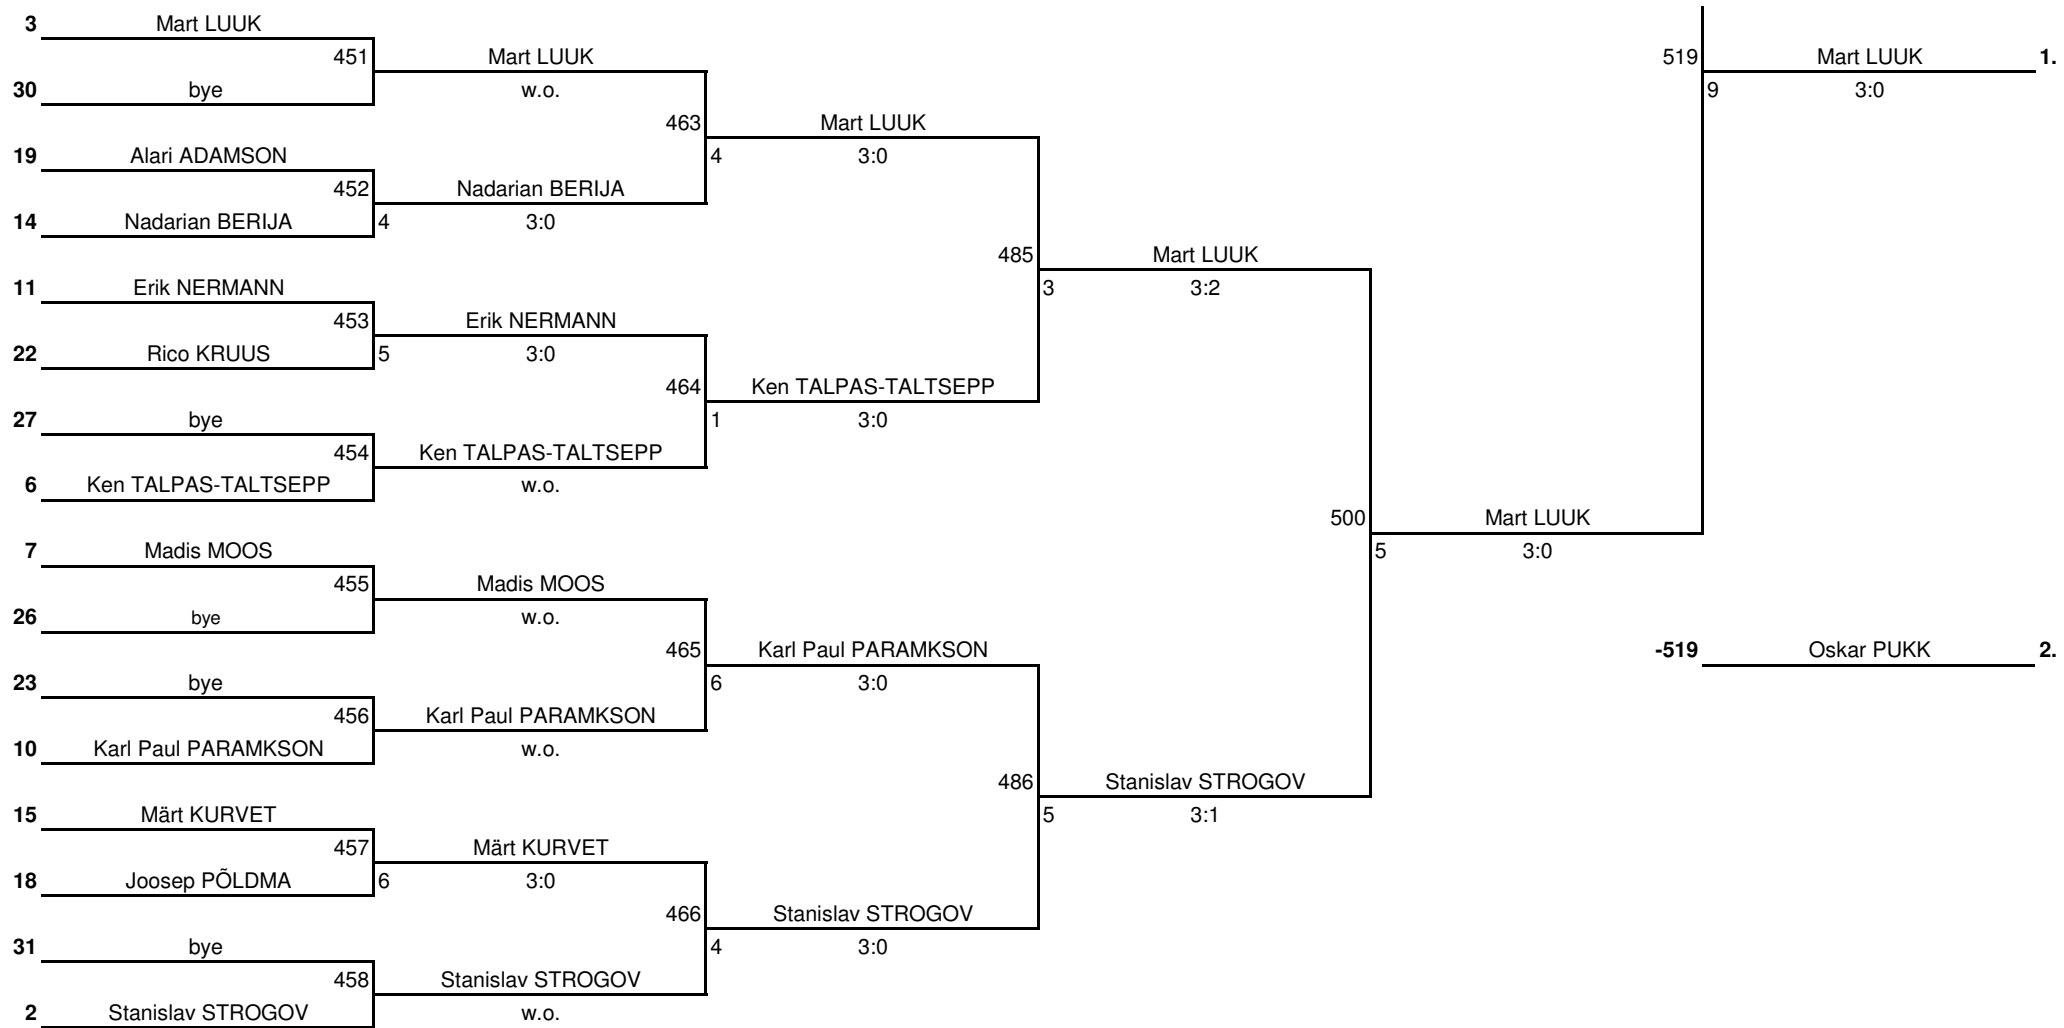 3 Mart LUUK
451 Mart LUUK 519 Mart LUUK 1.
30 bye w.o. 9 3:0
463 Mart LUUK
19 Alari ADAMSON 4 3:0
452 Nadarian BERIJA
14 Nadarian BERIJA 4 3:0
485 Mart LUUK
11 Erik NERMANN 3 3:2
453 Erik NERMANN
22 Rico KRUUS 5 3:0
464 Ken TALPAS-TALTSEPP
27 bye 1 3:0
454 Ken TALPAS-TALTSEPP
6 Ken TALPAS-TALTSEPP w.o.
500 Mart LUUK
7 Madis MOOS 5 3:0
455 Madis MOOS
26 bye w.o.
465 Karl Paul PARAMKSON -519 Oskar PUKK 2.
23 bye 6 3:0
456 Karl Paul PARAMKSON
10 Karl Paul PARAMKSON w.o.
486 Stanislav STROGOV
15 Märt KURVET 5 3:1
457 Märt KURVET
18 Joosep PÕLDMA 6 3:0
466 Stanislav STROGOV
31 bye 4 3:0
458 Stanislav STROGOV
2 Stanislav STROGOV w.o.